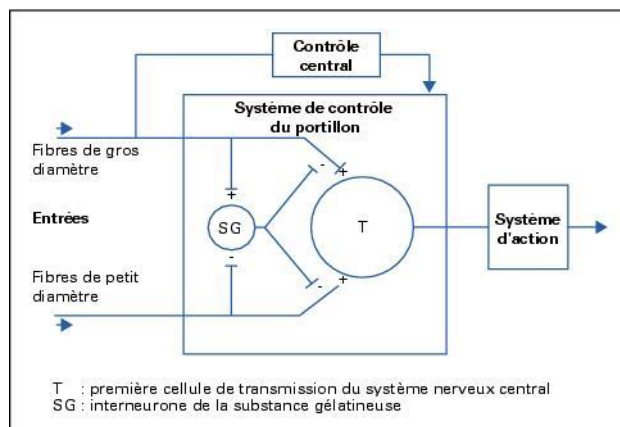 Contrôle
central
Système de contrôle
du portillon
Fibres de gros
diamètre
-
+
+
Entrées
SG
T
Système
d'action
-
-
+
Fibres de petit
diamètre
T : première cellule de transmission du système nerveux central
SG : interneurone de la substance gélatineuse